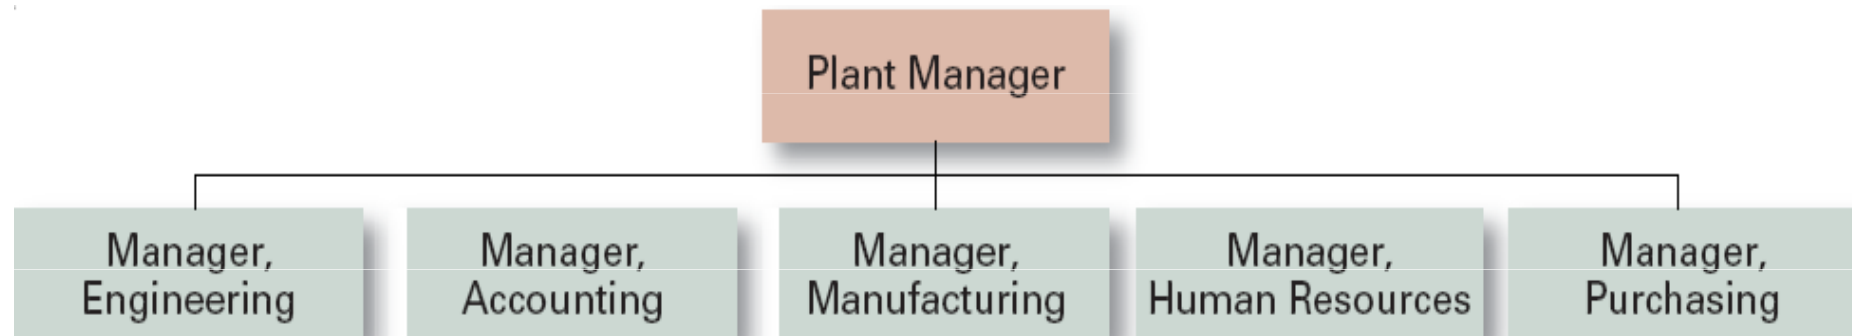 Plant Manager
Manager,
Engineering
Manager,
Accounting
Manager,
Manufacturing
Manager,
Human Resources
Manager,
Purchasing